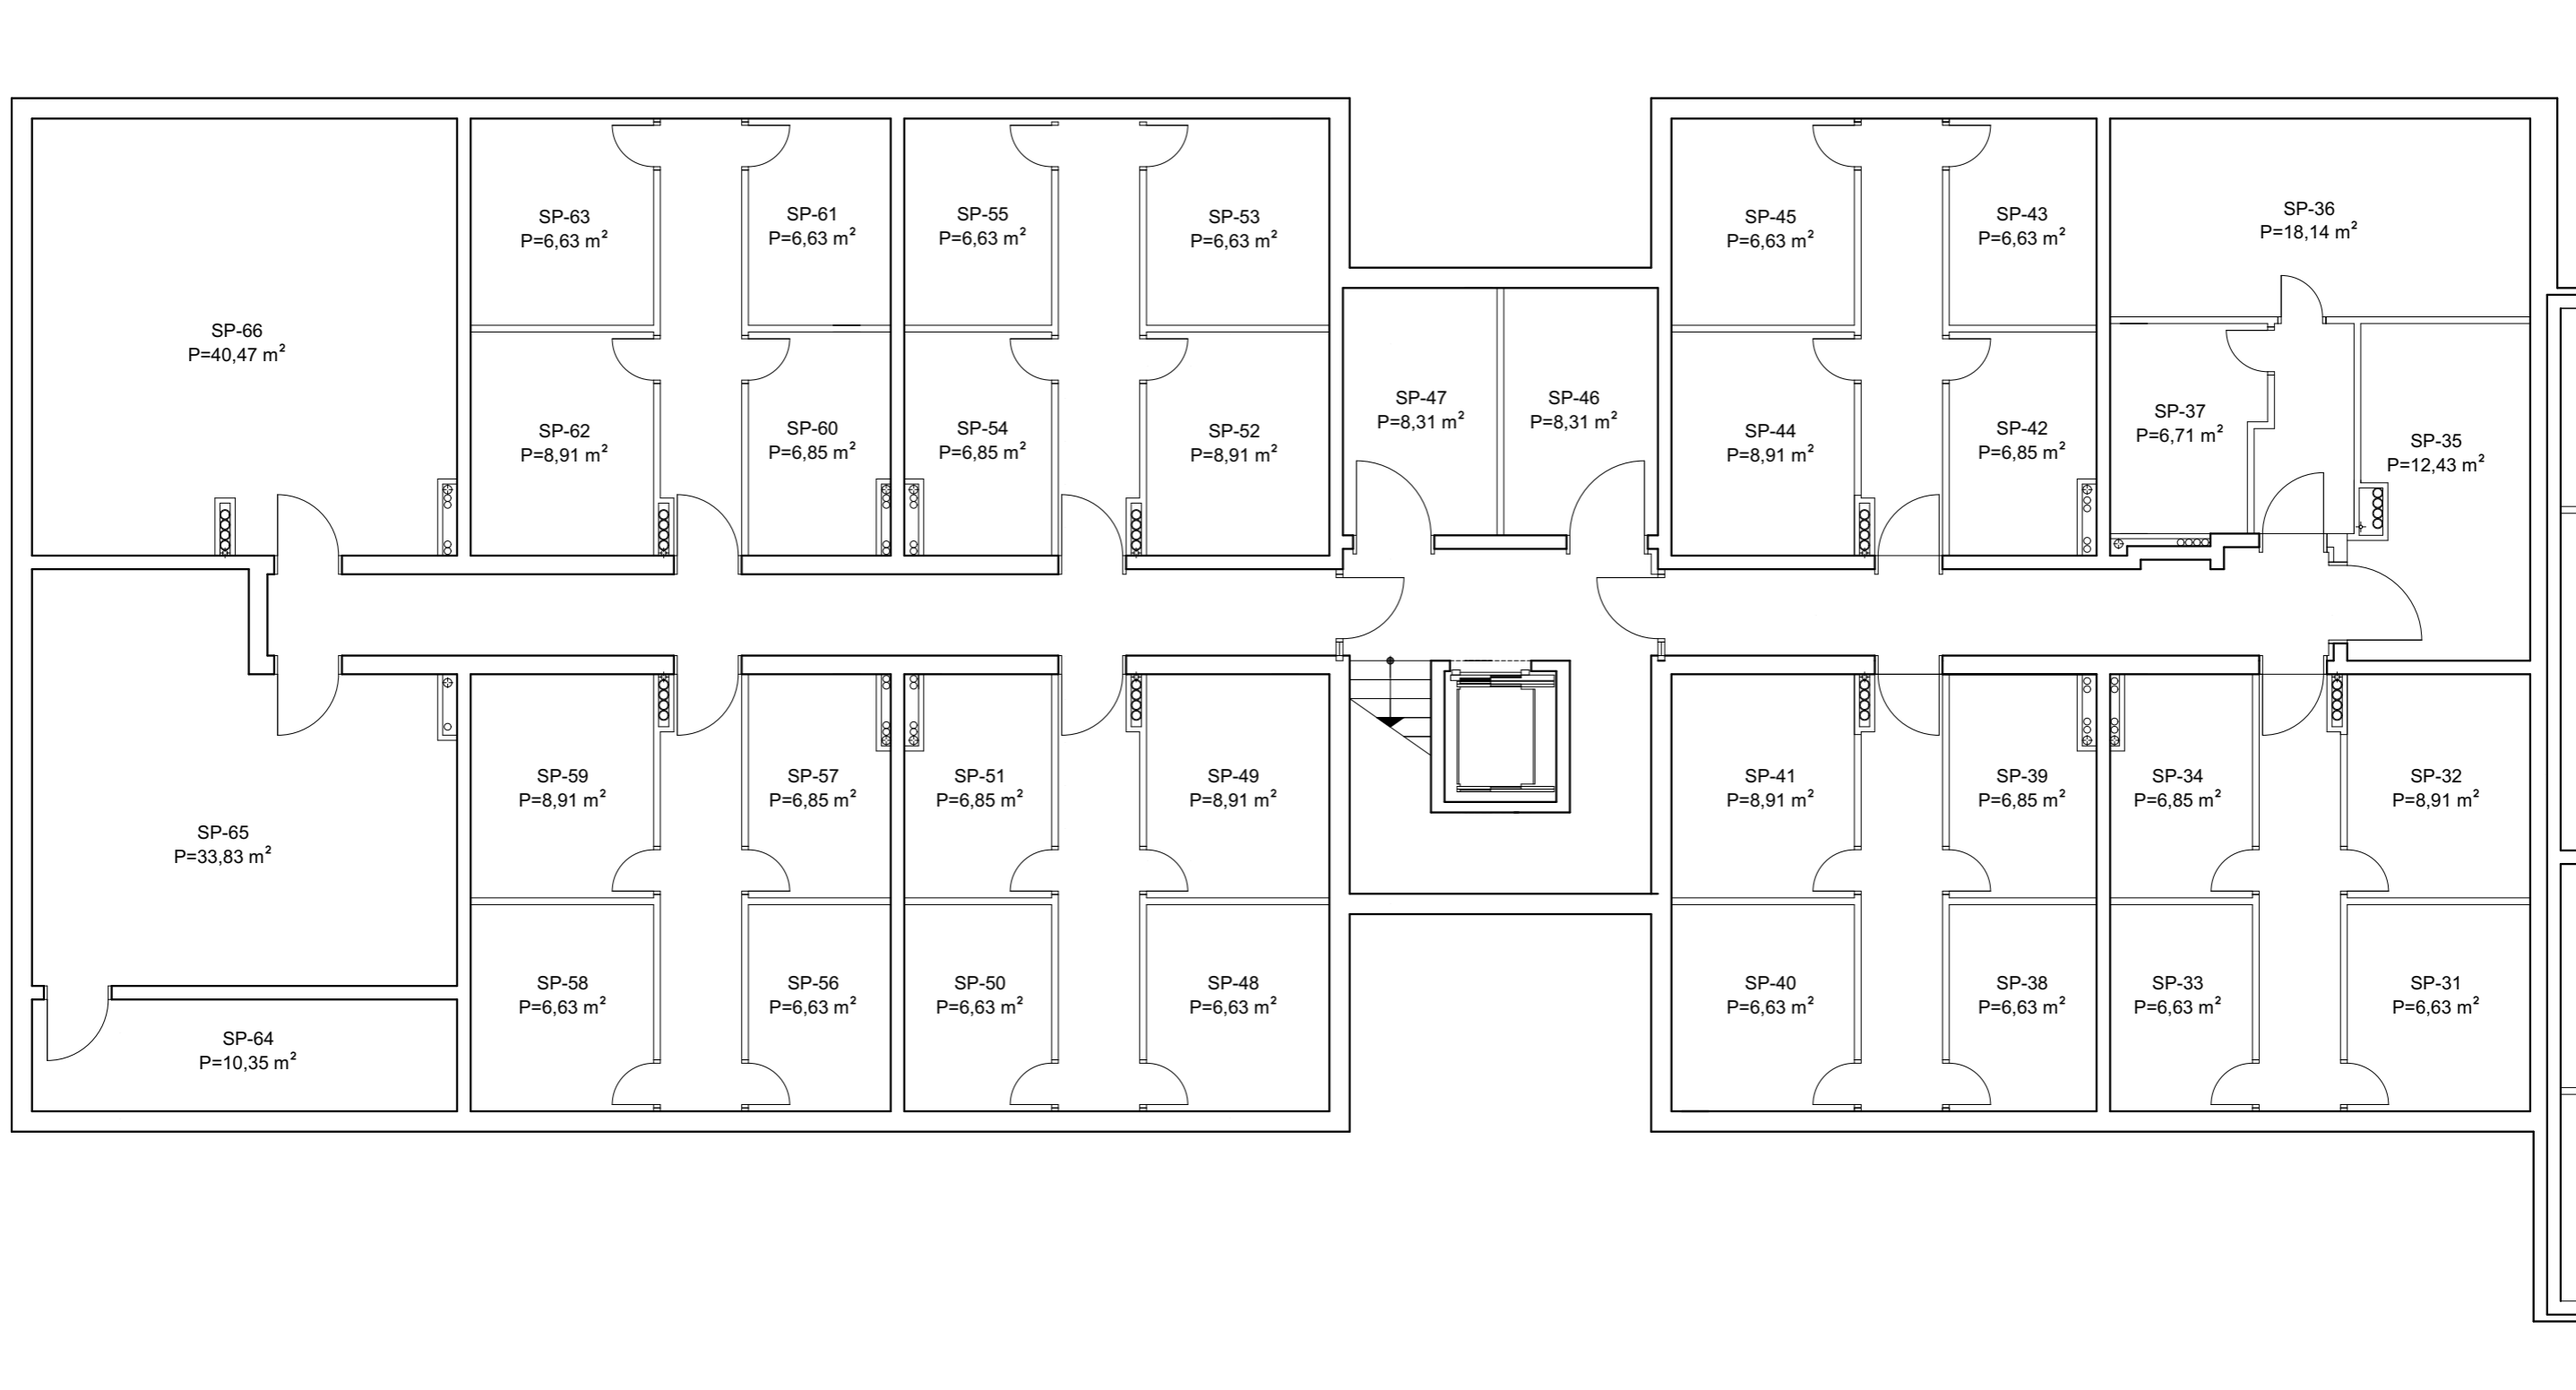 SP-63
P=6,63 m²
SP-61
P=6,63 m²
SP-55
P=6,63 m²
SP-53
P=6,63 m²
SP-45
P=6,63 m²
SP-43
P=6,63 m²
SP-36
P=18,14 m²
SP-66
P=40,47 m²
SP-62
P=8,91 m²
SP-60
P=6,85 m²
SP-54
P=6,85 m²
SP-52
P=8,91 m²
SP-47
P=8,31 m²
SP-46
P=8,31 m²
SP-44
P=8,91 m²
SP-42
P=6,85 m²
SP-37
P=6,71 m²
SP-35
P=12,43 m²
SP-65
P=33,83 m²
SP-59
P=8,91 m²
SP-57
P=6,85 m²
SP-51
P=6,85 m²
SP-49
P=8,91 m²
SP-41
P=8,91 m²
SP-39
P=6,85 m²
SP-34
P=6,85 m²
SP-32
P=8,91 m²
SP-64
P=10,35 m²
SP-58
P=6,63 m²
SP-56
P=6,63 m²
SP-50
P=6,63 m²
SP-48
P=6,63 m²
SP-40
P=6,63 m²
SP-38
P=6,63 m²
SP-33
P=6,63 m²
SP-31
P=6,63 m²